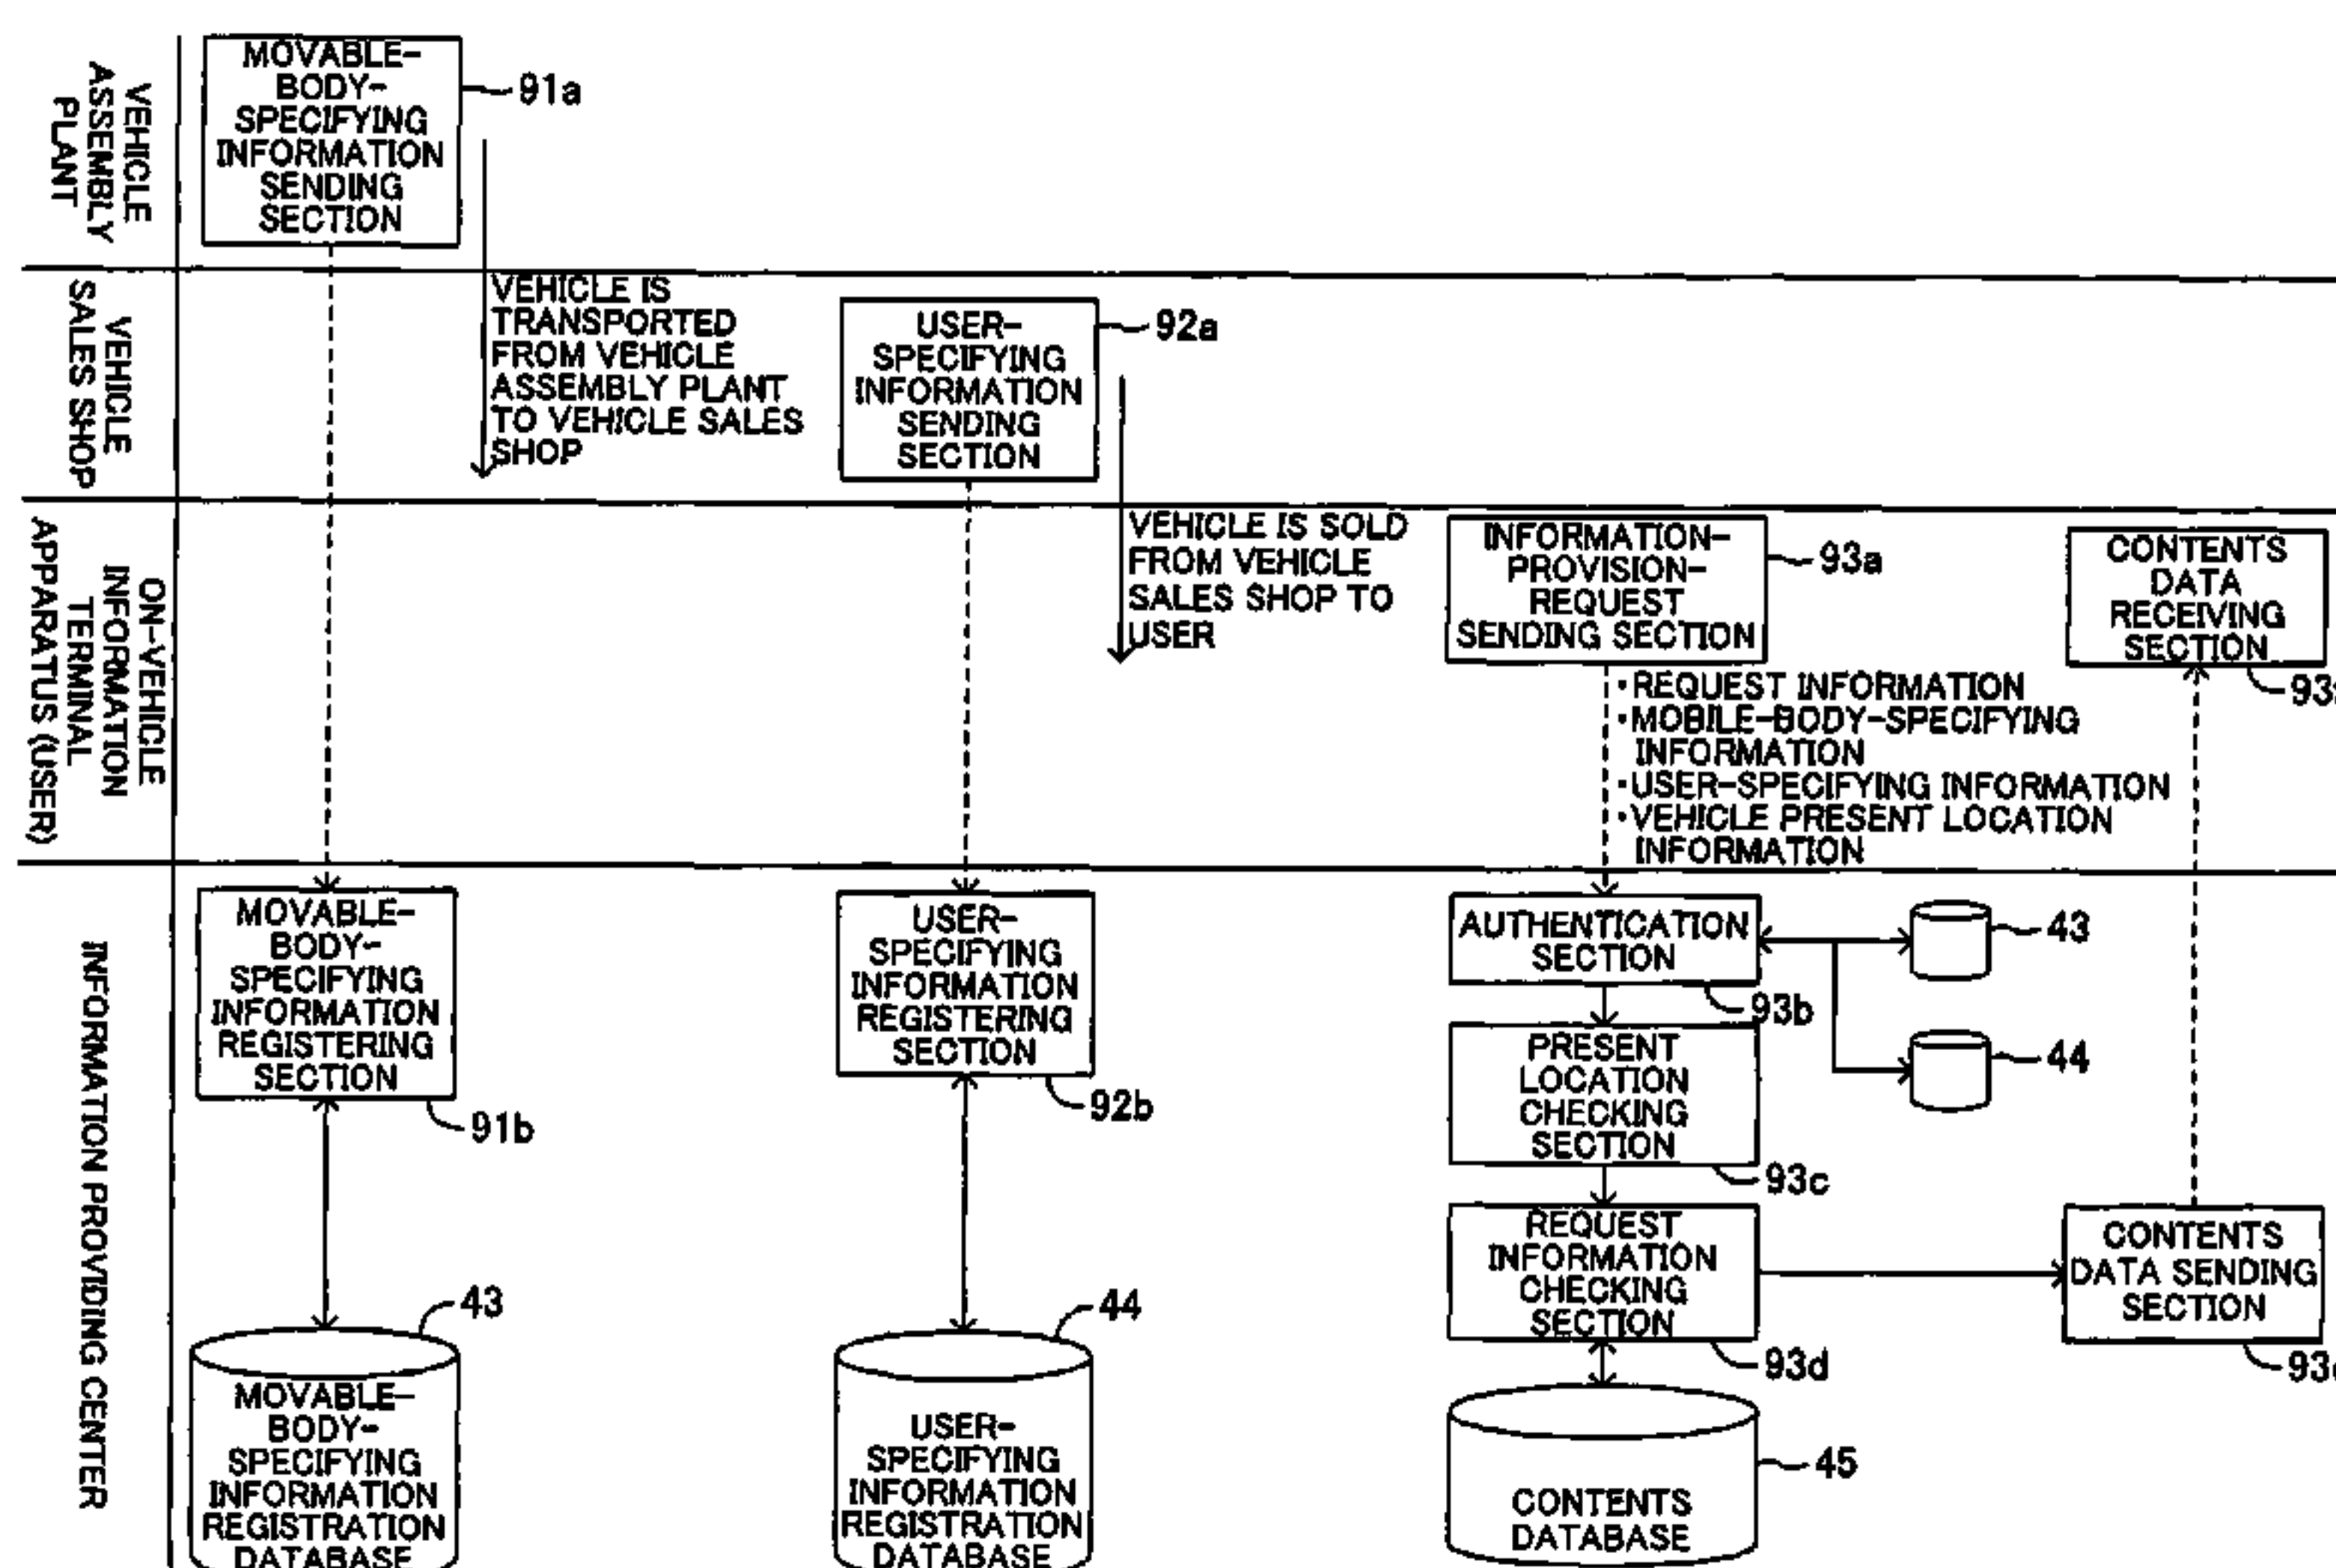 VEHICLE
ASSEMBLY
PLANT
MOVABLE-
BODY-
SPECIFYING
INFORMATION
SENDING
SECTION
91a
VEHICLE
SALES SHOP
VEHICLE IS
TRANSPORTED
FROM VEHICLE
ASSEMBLY PLANT
TO VEHICLE SALES
SHOP
USER-
SPECIFYING
INFORMATION
SENDING
SECTION
92a
ON-VEHICLE
INFORMATION
TERMINAL
APPARATUS (USER)
VEHICLE IS SOLD
FROM VEHICLE
SALES SHOP TO
USER
INFORMATION-
PROVISION-
REQUEST
SENDING SECTION
93a
・REQUEST INFORMATION
・MOBILE-BODY-SPECIFYING
INFORMATION
・USER-SPECIFYING INFORMATION
・VEHICLE PRESENT LOCATION
INFORMATION
CONTENTS
DATA
RECEIVING
SECTION
INFORMATION PROVIDING CENTER
MOVABLE-
BODY-
SPECIFYING
INFORMATION
REGISTERING
SECTION
91b
43
MOVABLE-
BODY-
SPECIFYING
INFORMATION
REGISTRATION
DATABASE
USER-
SPECIFYING
INFORMATION
REGISTERING
SECTION
92b
44
USER-
SPECIFYING
INFORMATION
REGISTRATION
DATABASE
AUTHENTICATION
SECTION
93b
43
44
PRESENT
LOCATION
CHECKING
SECTION
93c
REQUEST
INFORMATION
CHECKING
SECTION
93d
45
CONTENTS
DATABASE
CONTENTS
DATA SENDING
SECTION